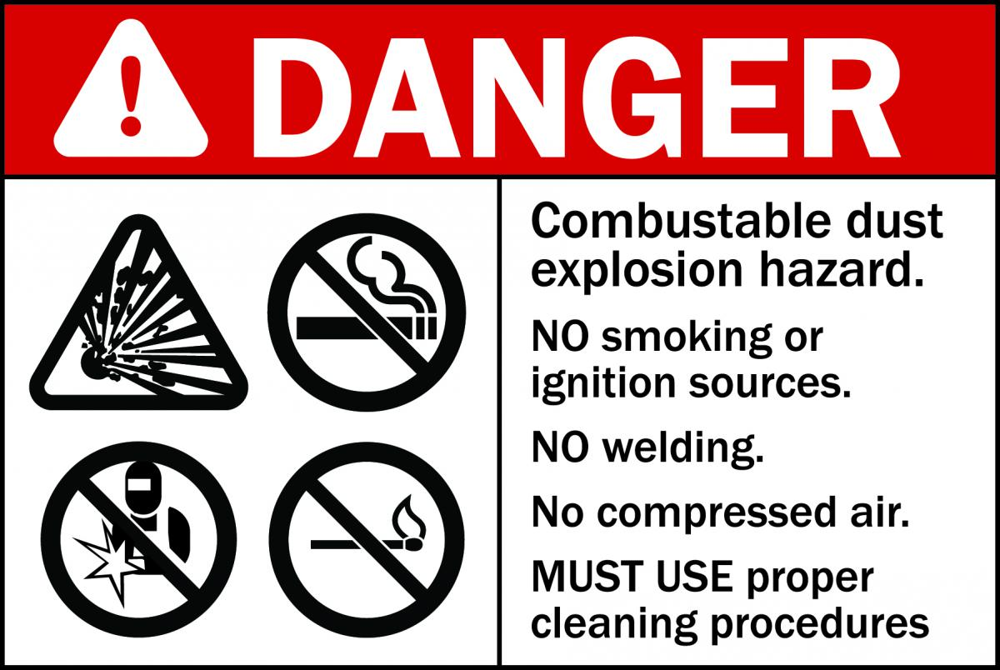 DANGER
Combustable dust
explosion hazard.
NO smoking or
ignition sources.
NO welding.
No compressed air.
MUST USE proper
cleaning procedures